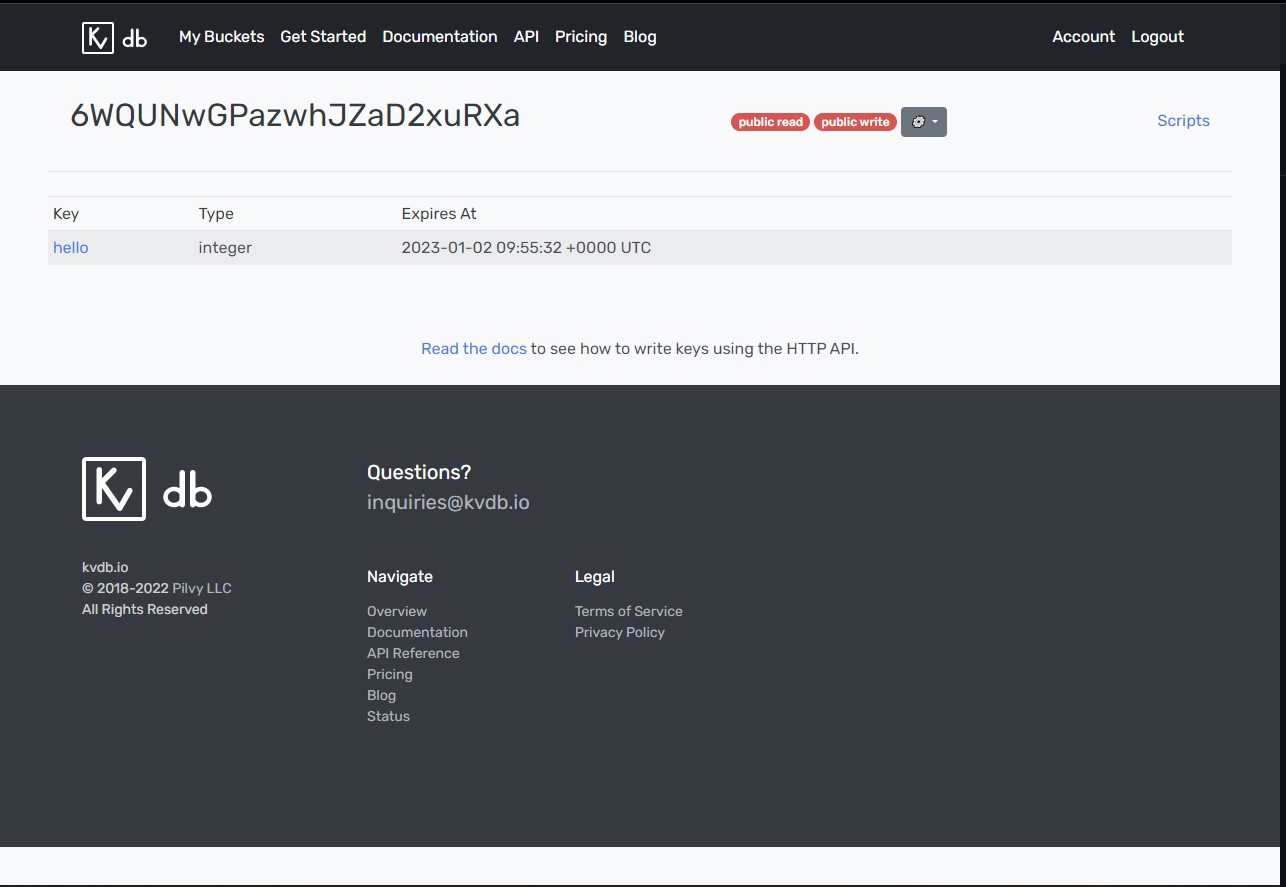 Kv db My Buckets Get Started Documentation API Pricing Blog Account Logout
6WQUNwGPazwhJZaD2xuRXa public read public write Scripts
Key Type Expires At
hello integer 2023-01-02 09:55:32 +0000 UTC
Read the docs to see how to write keys using the HTTP API.
Kv db
Questions?
inquiries@kvdb.io
kvdb.io
© 2018-2022 Pilvy LLC
All Rights Reserved
Navigate
Overview
Documentation
API Reference
Pricing
Blog
Status
Legal
Terms of Service
Privacy Policy